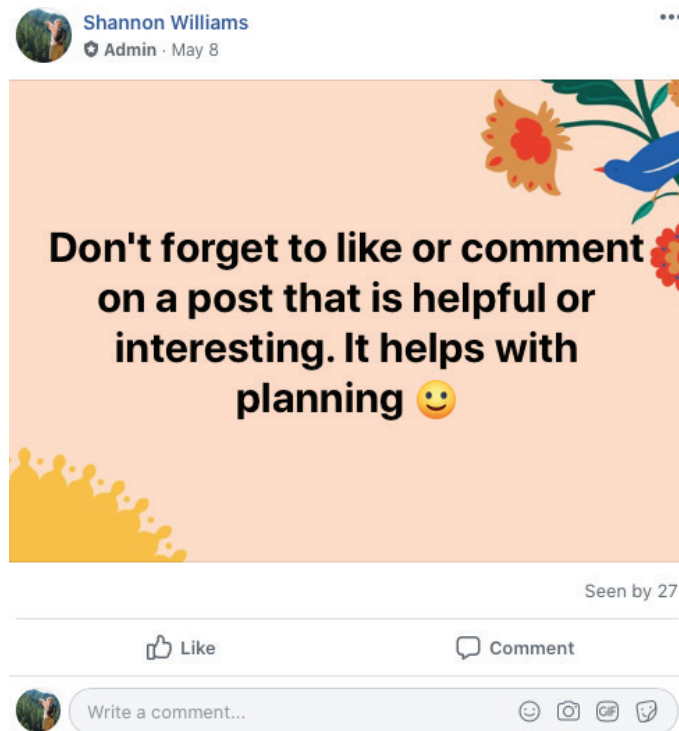 Shannon Williams
Admin · May 8
Don't forget to like or comment
on a post that is helpful or
interesting. It helps with
planning 🙂
Seen by 27
Like Comment
Write a comment... GIF